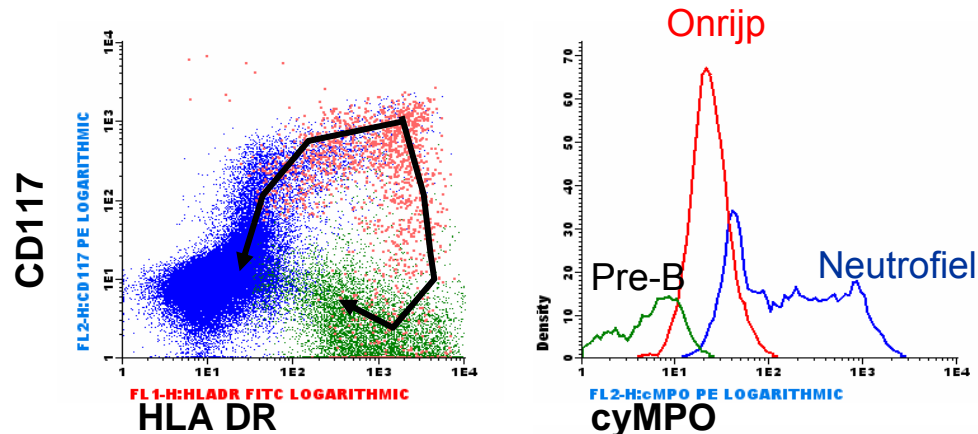 CD117
FL2-H:CD117 PE LOGARITHMIC
1E4
1E3
1E2
1E1
1
1 1E1 1E2 1E3 1E4
FL1-H:HLADR FITC LOGARITHMIC
HLA DR
Onrijp
Pre-B
Neutrofiel
Density
70
60
50
40
30
20
10
0
1 1E1 1E2 1E3 1E4
FL2-H:cMPO PE LOGARITHMIC
cyMPO